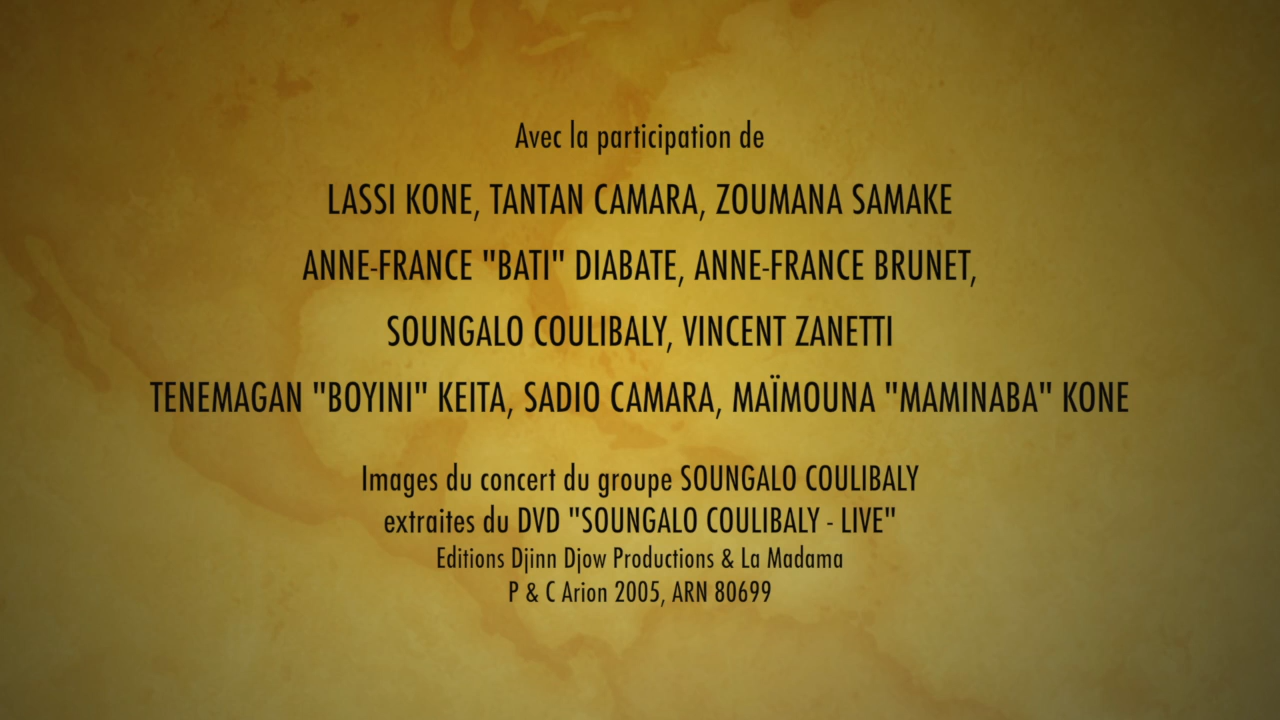 Avec la participation de
LASSI KONE, TANTAN CAMARA, ZOUMANA SAMAKE
ANNE-FRANCE "BATI" DIABATE, ANNE-FRANCE BRUNET,
SOUNGALO COULIBALY, VINCENT ZANETTI
TENEMAGAN "BOYINI" KEITA, SADIO CAMARA, MAÏMOUNA "MAMINABA" KONE
Images du concert du groupe SOUNGALO COULIBALY
extraites du DVD "SOUNGALO COULIBALY - LIVE"
Editions Djinn Djow Productions & La Madama
P & C Arion 2005, ARN 80699